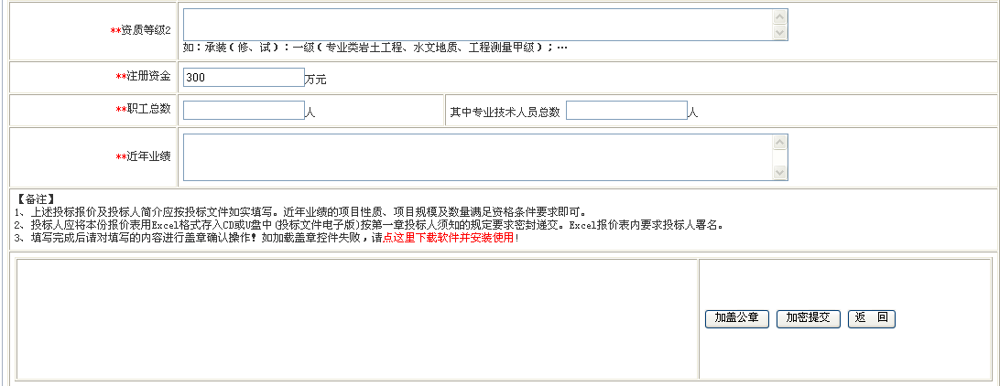 **资质等级2
如：承装（修、试）：一级（专业类岩土工程、水文地质、工程测量甲级）；…
**注册资金 300 万元
**职工总数 人 其中专业技术人员总数 人
**近年业绩
【备注】
1、上述投标报价及投标人简介应按投标文件如实填写。近年业绩的项目性质、项目规模及数量满足资格条件要求即可。
2、投标人应将本份报价表用Excel格式存入CD或U盘中(投标文件电子版)按第一章投标人须知的规定要求密封递交。Excel报价表内要求投标人署名。
3、填写完成后请对填写的内容进行盖章确认操作！如加载盖章控件失败，请点这里下载软件并安装使用!
加盖公章 加密提交 返 回